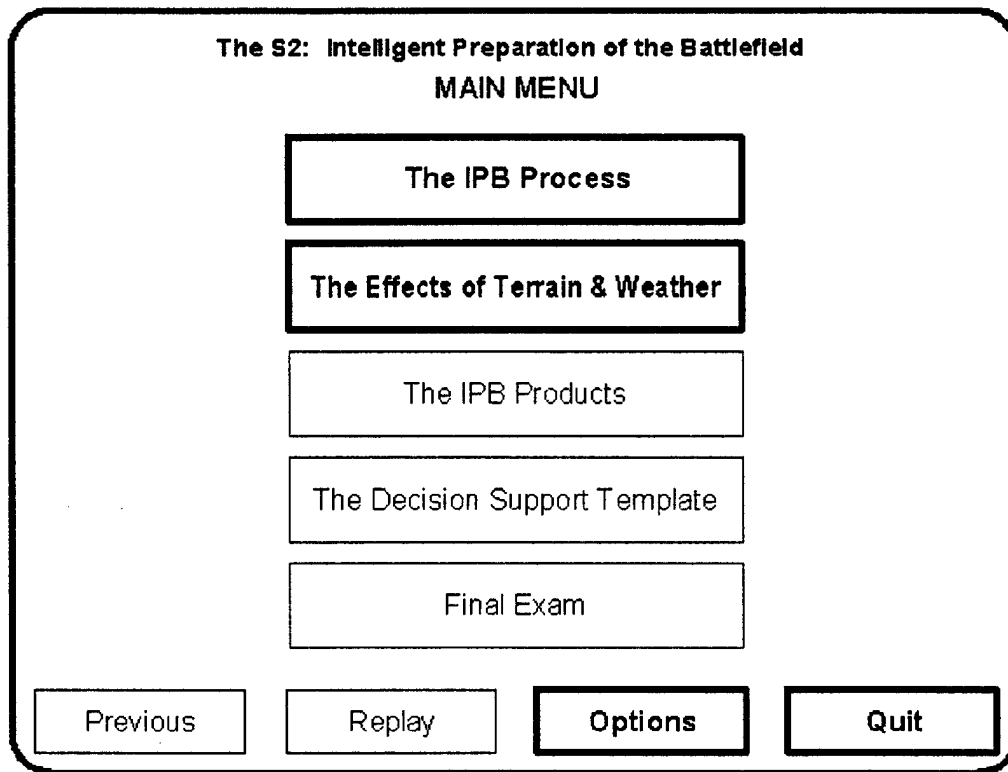 The S2: Intelligent Preparation of the Battlefield
MAIN MENU
The IPB Process
The Effects of Terrain & Weather
The IPB Products
The Decision Support Template
Final Exam
Previous
Replay
Options
Quit